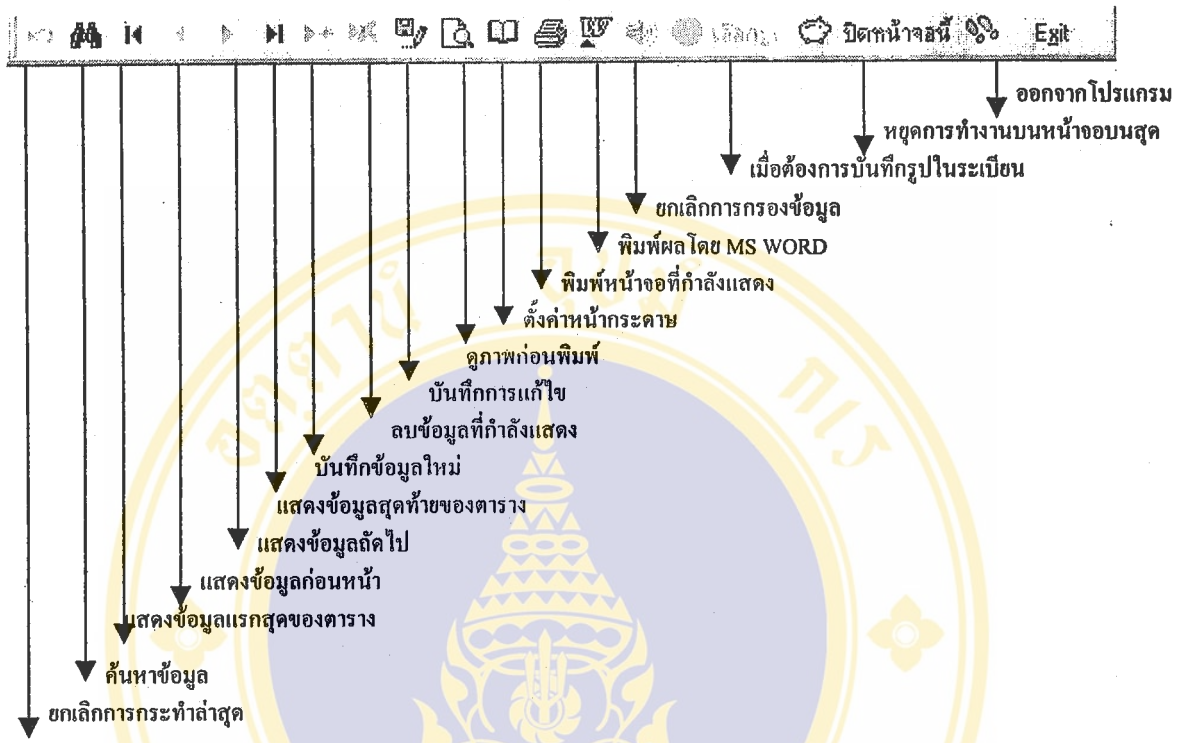 ปิดหน้าจอนี้ Exit
ออกจากโปรแกรม
หยุดการทำงานบนหน้าจอบนสุด
เมื่อต้องการบันทึกรูปในระเบียน
ยกเลิกการกรองข้อมูล
พิมพ์ผลโดย MS WORD
พิมพ์หน้าจอที่กำลังแสดง
ตั้งค่าหน้ากระดาษ
ดูภาพก่อนพิมพ์
บันทึกการแก้ไข
ลบข้อมูลที่กำลังแสดง
บันทึกข้อมูลใหม่
แสดงข้อมูลสุดท้ายของตาราง
แสดงข้อมูลถัดไป
แสดงข้อมูลก่อนหน้า
แสดงข้อมูลแรกสุดของตาราง
ค้นหาข้อมูล
ยกเลิกการกระทำล่าสุด